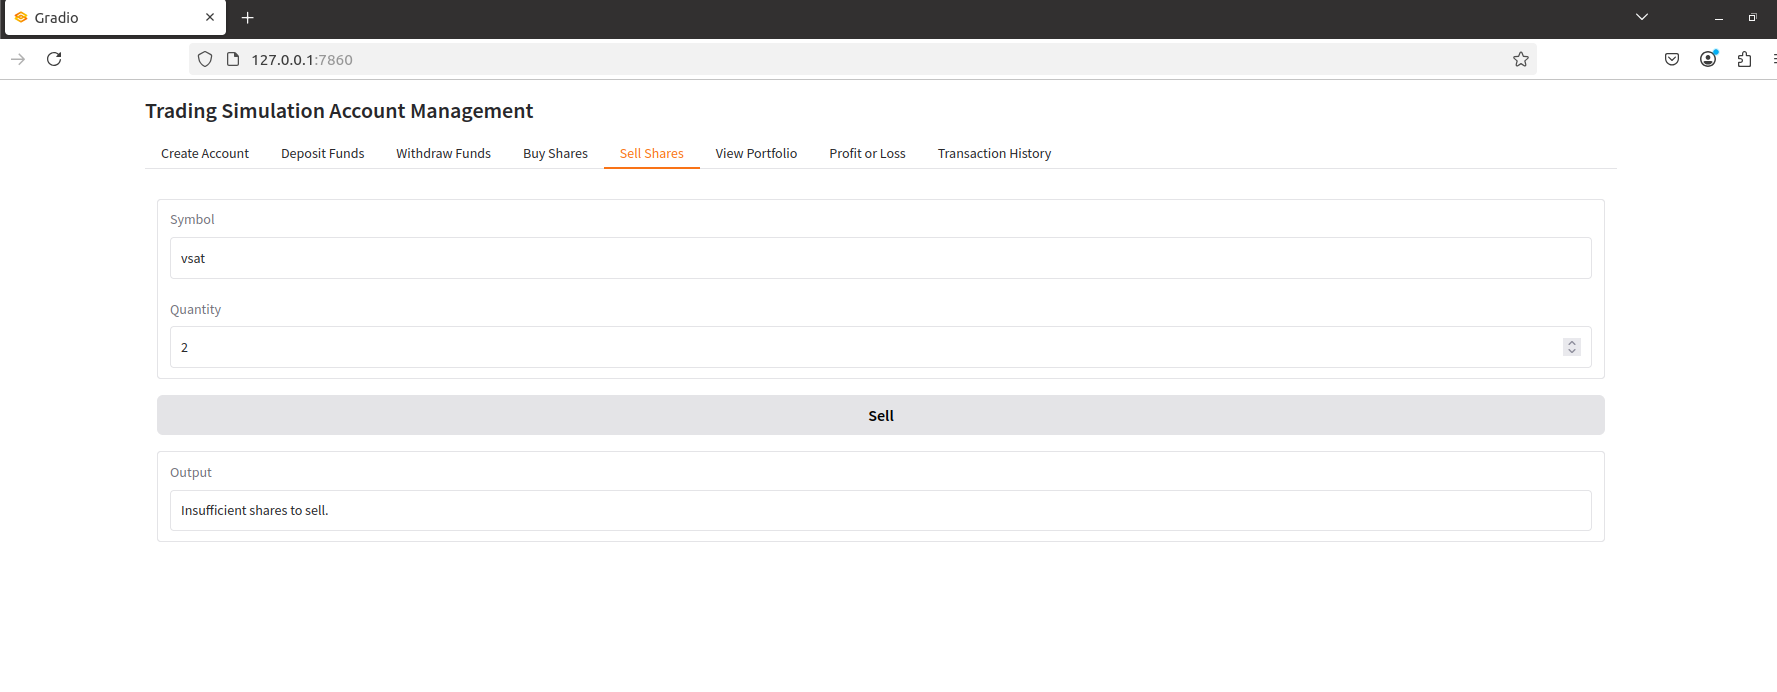 Gradio
127.0.0.1:7860
Trading Simulation Account Management
Create Account Deposit Funds Withdraw Funds Buy Shares Sell Shares View Portfolio Profit or Loss Transaction History
Symbol
vsat
Quantity
2
Sell
Output
Insufficient shares to sell.